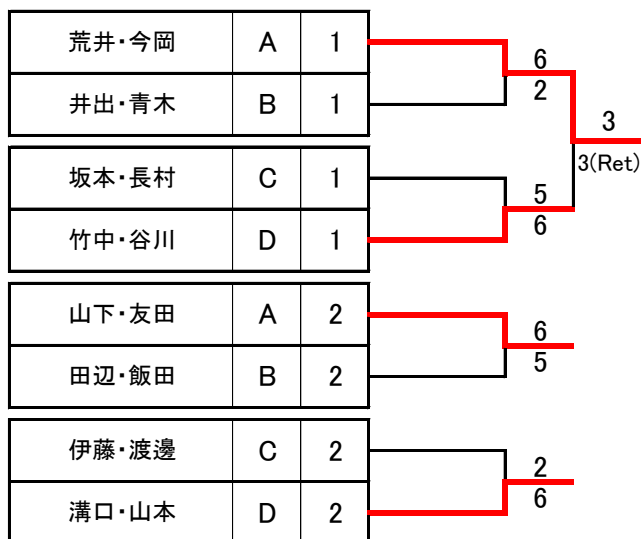 荒井・今岡 A 1
6
井出・青木 B 1
2
3
坂本・長村 C 1
3(Ret)
5
竹中・谷川 D 1
6
山下・友田 A 2
6
田辺・飯田 B 2
5
伊藤・渡邊 C 2
2
溝口・山本 D 2
6